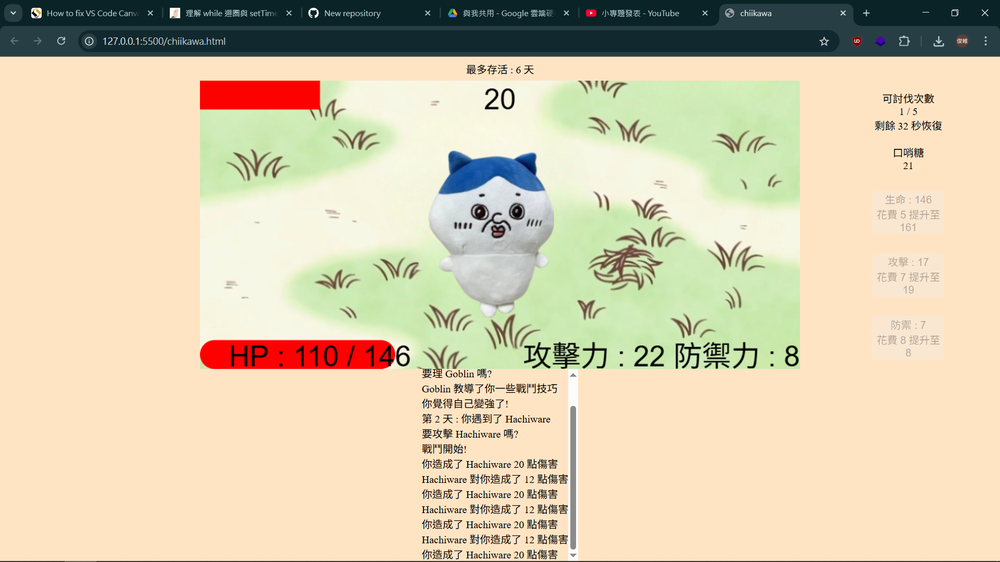 How to fix VS Code Canva
理解 while 迴圈與 setTime
New repository
與我共用 - Google 雲端硬
小專題發表 - YouTube
chiikawa
127.0.0.1:5500/chiikawa.html
俊維
最多存活 : 6 天
20
可討伐次數
1 / 5
剩餘 32 秒恢復
口哨糖
21
生命 : 146
花費 5 提升至
161
攻擊 : 17
花費 7 提升至
19
防禦 : 7
花費 8 提升至
8
HP : 110 / 146
攻擊力 : 22 防禦力 : 8
要理 Goblin 嗎?
Goblin 教導了你一些戰鬥技巧
你覺得自己變強了!
第 2 天 : 你遇到了 Hachiware
要攻擊 Hachiware 嗎?
戰鬥開始!
你造成了 Hachiware 20 點傷害
Hachiware 對你造成了 12 點傷害
你造成了 Hachiware 20 點傷害
Hachiware 對你造成了 12 點傷害
你造成了 Hachiware 20 點傷害
Hachiware 對你造成了 12 點傷害
你造成了 Hachiware 20 點傷害